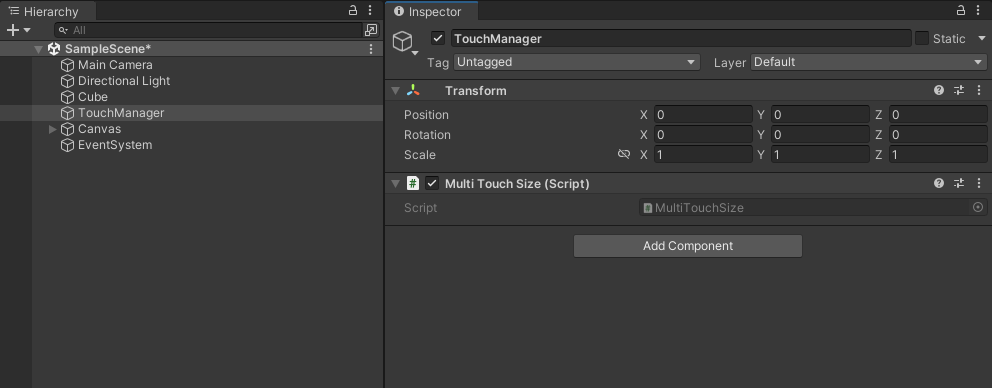 Hierarchy
All
SampleScene*
Main Camera
Directional Light
Cube
TouchManager
Canvas
EventSystem
Inspector
TouchManager
Static
Tag Untagged Layer Default
Transform
Position X 0 Y 0 Z 0
Rotation X 0 Y 0 Z 0
Scale X 1 Y 1 Z 1
# Multi Touch Size (Script)
Script MultiTouchSize
Add Component